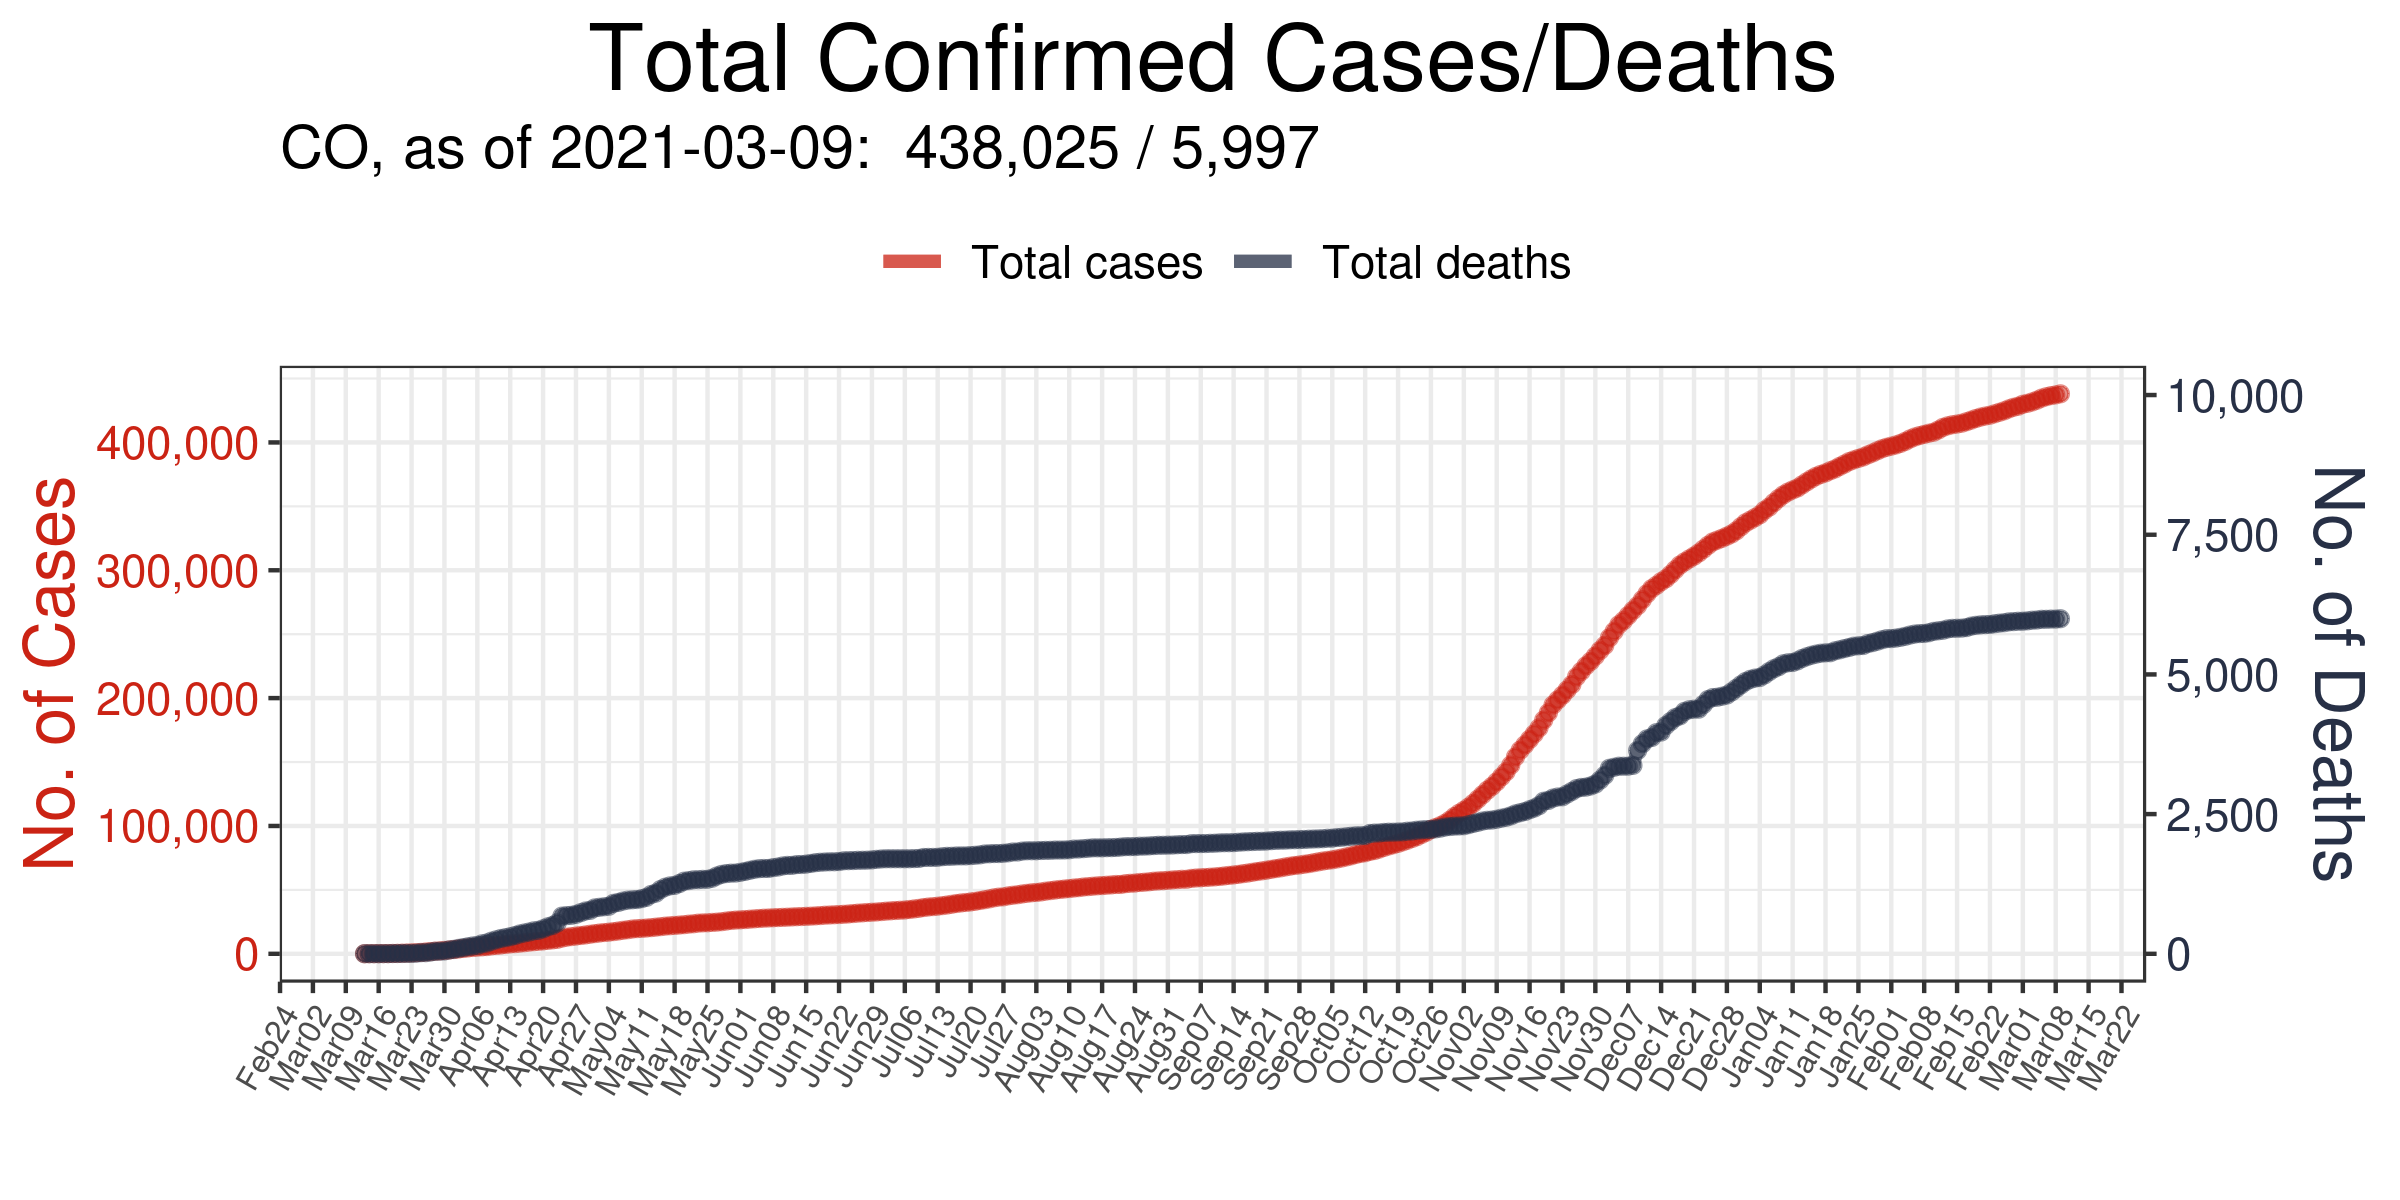 Total Confirmed Cases/Deaths
CO, as of 2021-03-09:  438,025 / 5,997
Total cases
Total deaths
No. of Cases
400,000
300,000
200,000
100,000
0
10,000
7,500
5,000
2,500
0
No. of Deaths
Feb24
Mar02
Mar09
Mar16
Mar23
Mar30
Apr06
Apr13
Apr20
Apr27
May04
May11
May18
May25
Jun01
Jun08
Jun15
Jun22
Jun29
Jul06
Jul13
Jul20
Jul27
Aug03
Aug10
Aug17
Aug24
Aug31
Sep07
Sep14
Sep21
Sep28
Oct05
Oct12
Oct19
Oct26
Nov02
Nov09
Nov16
Nov23
Nov30
Dec07
Dec14
Dec21
Dec28
Jan04
Jan11
Jan18
Jan25
Feb01
Feb08
Feb15
Feb22
Mar01
Mar08
Mar15
Mar22